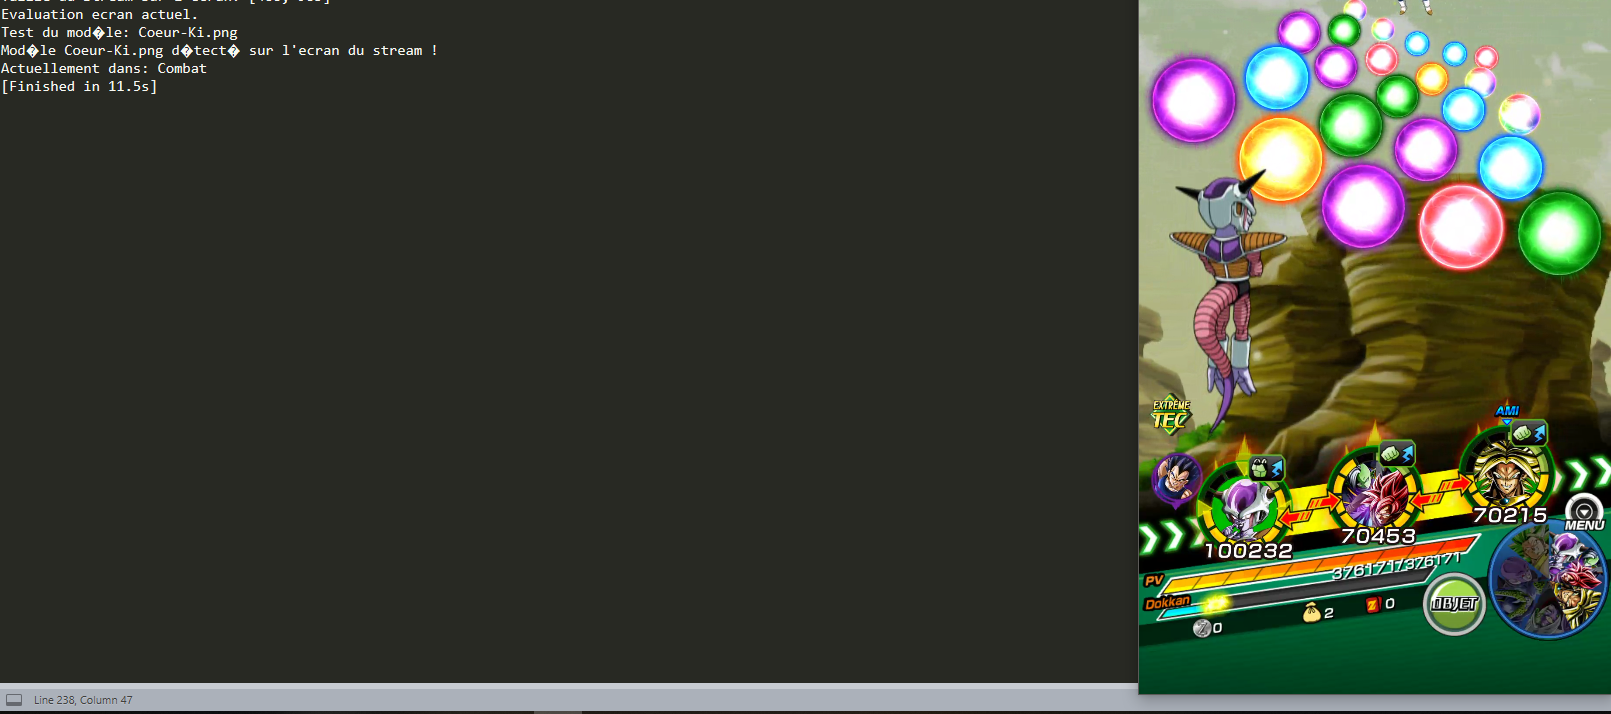 Evaluation ecran actuel.
Test du mod�le: Coeur-Ki.png
Mod�le Coeur-Ki.png d�tect� sur l'ecran du stream !
Actuellement dans: Combat
[Finished in 11.5s]
EXTRÊME
TEC
AMI
70215
MENU
70453
100232
PV
376171/376171
Dokkan
OBJET
2
Z 0
Z 0
Line 238, Column 47